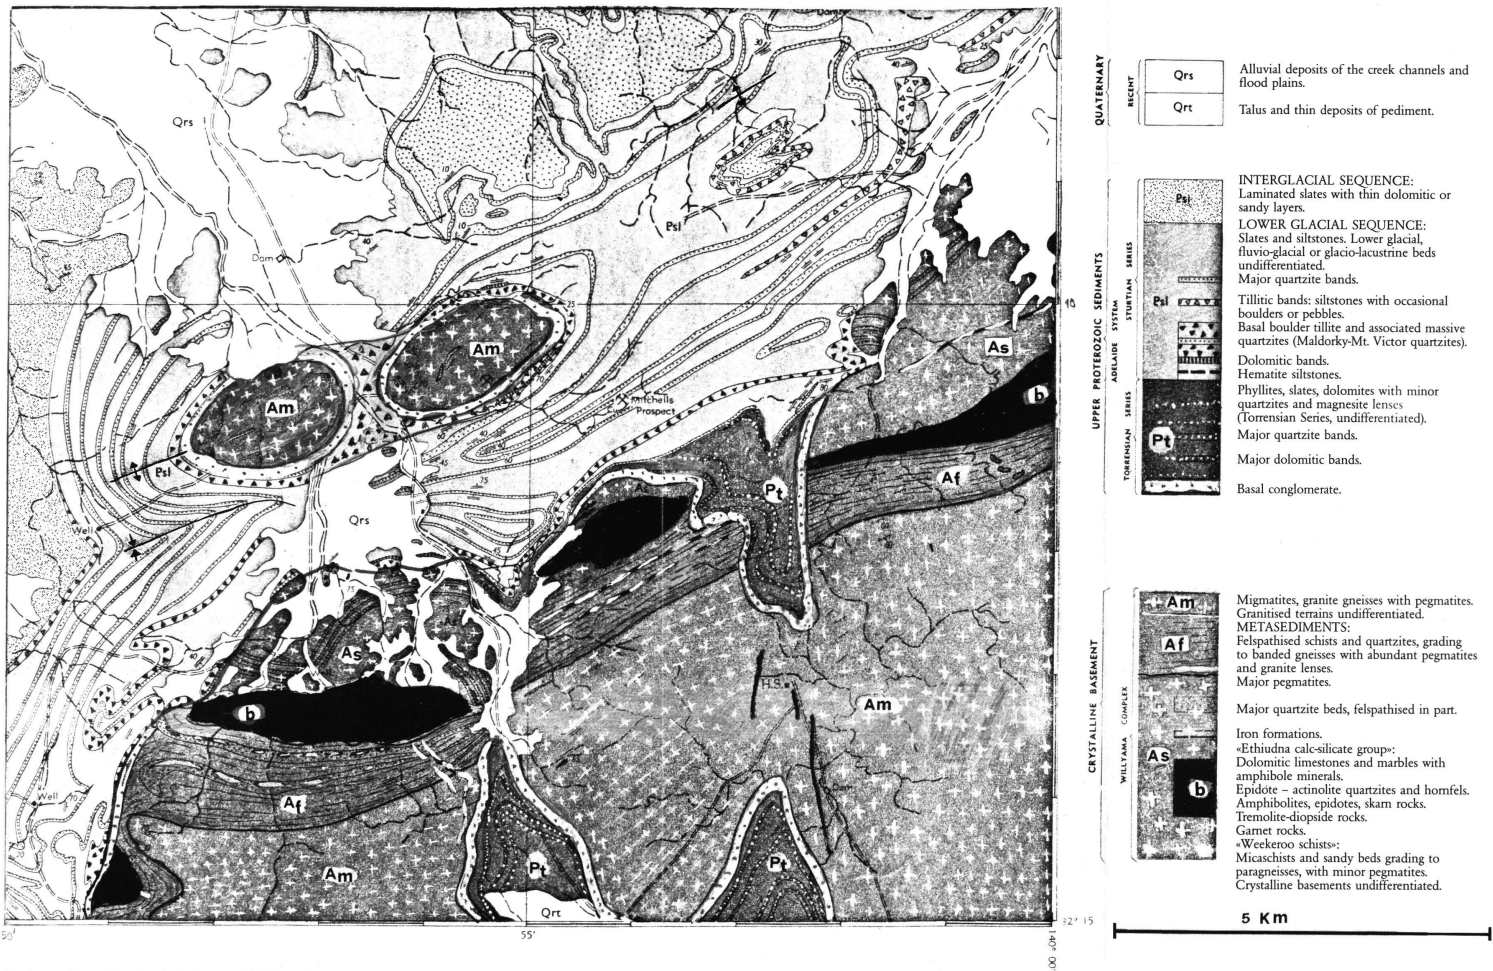 Qrs
Dam
Psl
Dam
Am
As
Am
b
Mitchells
Prospect
Psl
Af
Pt
Well
Qrs
As
H.S.
Am
b
Dam
Well
Af
Pt
Pt
Am
Qrt
50'
55'
140° 00'
32° 15
10
QUATERNARY
RECENT
Qrs
Alluvial deposits of the creek channels and
flood plains.
Qrt
Talus and thin deposits of pediment.
UPPER PROTEROZOIC SEDIMENTS
ADELAIDE SYSTEM
STURTIAN SERIES
TORRENSIAN SERIES
Psi
INTERGLACIAL SEQUENCE:
Laminated slates with thin dolomitic or
sandy layers.
LOWER GLACIAL SEQUENCE:
Slates and siltstones. Lower glacial,
fluvio-glacial or glacio-lacustrine beds
undifferentiated.
Major quartzite bands.
Psl
Tillitic bands: siltstones with occasional
boulders or pebbles.
Basal boulder tillite and associated massive
quartzites (Maldorky-Mt. Victor quartzites).
Dolomitic bands.
Hematite siltstones.
Phyllites, slates, dolomites with minor
quartzites and magnesite lenses
(Torrensian Series, undifferentiated).
Pt
Major quartzite bands.
Major dolomitic bands.
Basal conglomerate.
CRYSTALLINE BASEMENT
WILLYAMA COMPLEX
Am
Migmatites, granite gneisses with pegmatites.
Granitised terrains undifferentiated.
METASEDIMENTS:
Af
Felspathised schists and quartzites, grading
to banded gneisses with abundant pegmatites
and granite lenses.
Major pegmatites.
Major quartzite beds, felspathised in part.
Iron formations.
As
«Ethiudna calc-silicate group»:
Dolomitic limestones and marbles with
amphibole minerals.
b
Epidote – actinolite quartzites and hornfels.
Amphibolites, epidotes, skarn rocks.
Tremolite-diopside rocks.
Garnet rocks.
«Weekeroo schists»:
Micaschists and sandy beds grading to
paragneisses, with minor pegmatites.
Crystalline basements undifferentiated.
5 Km